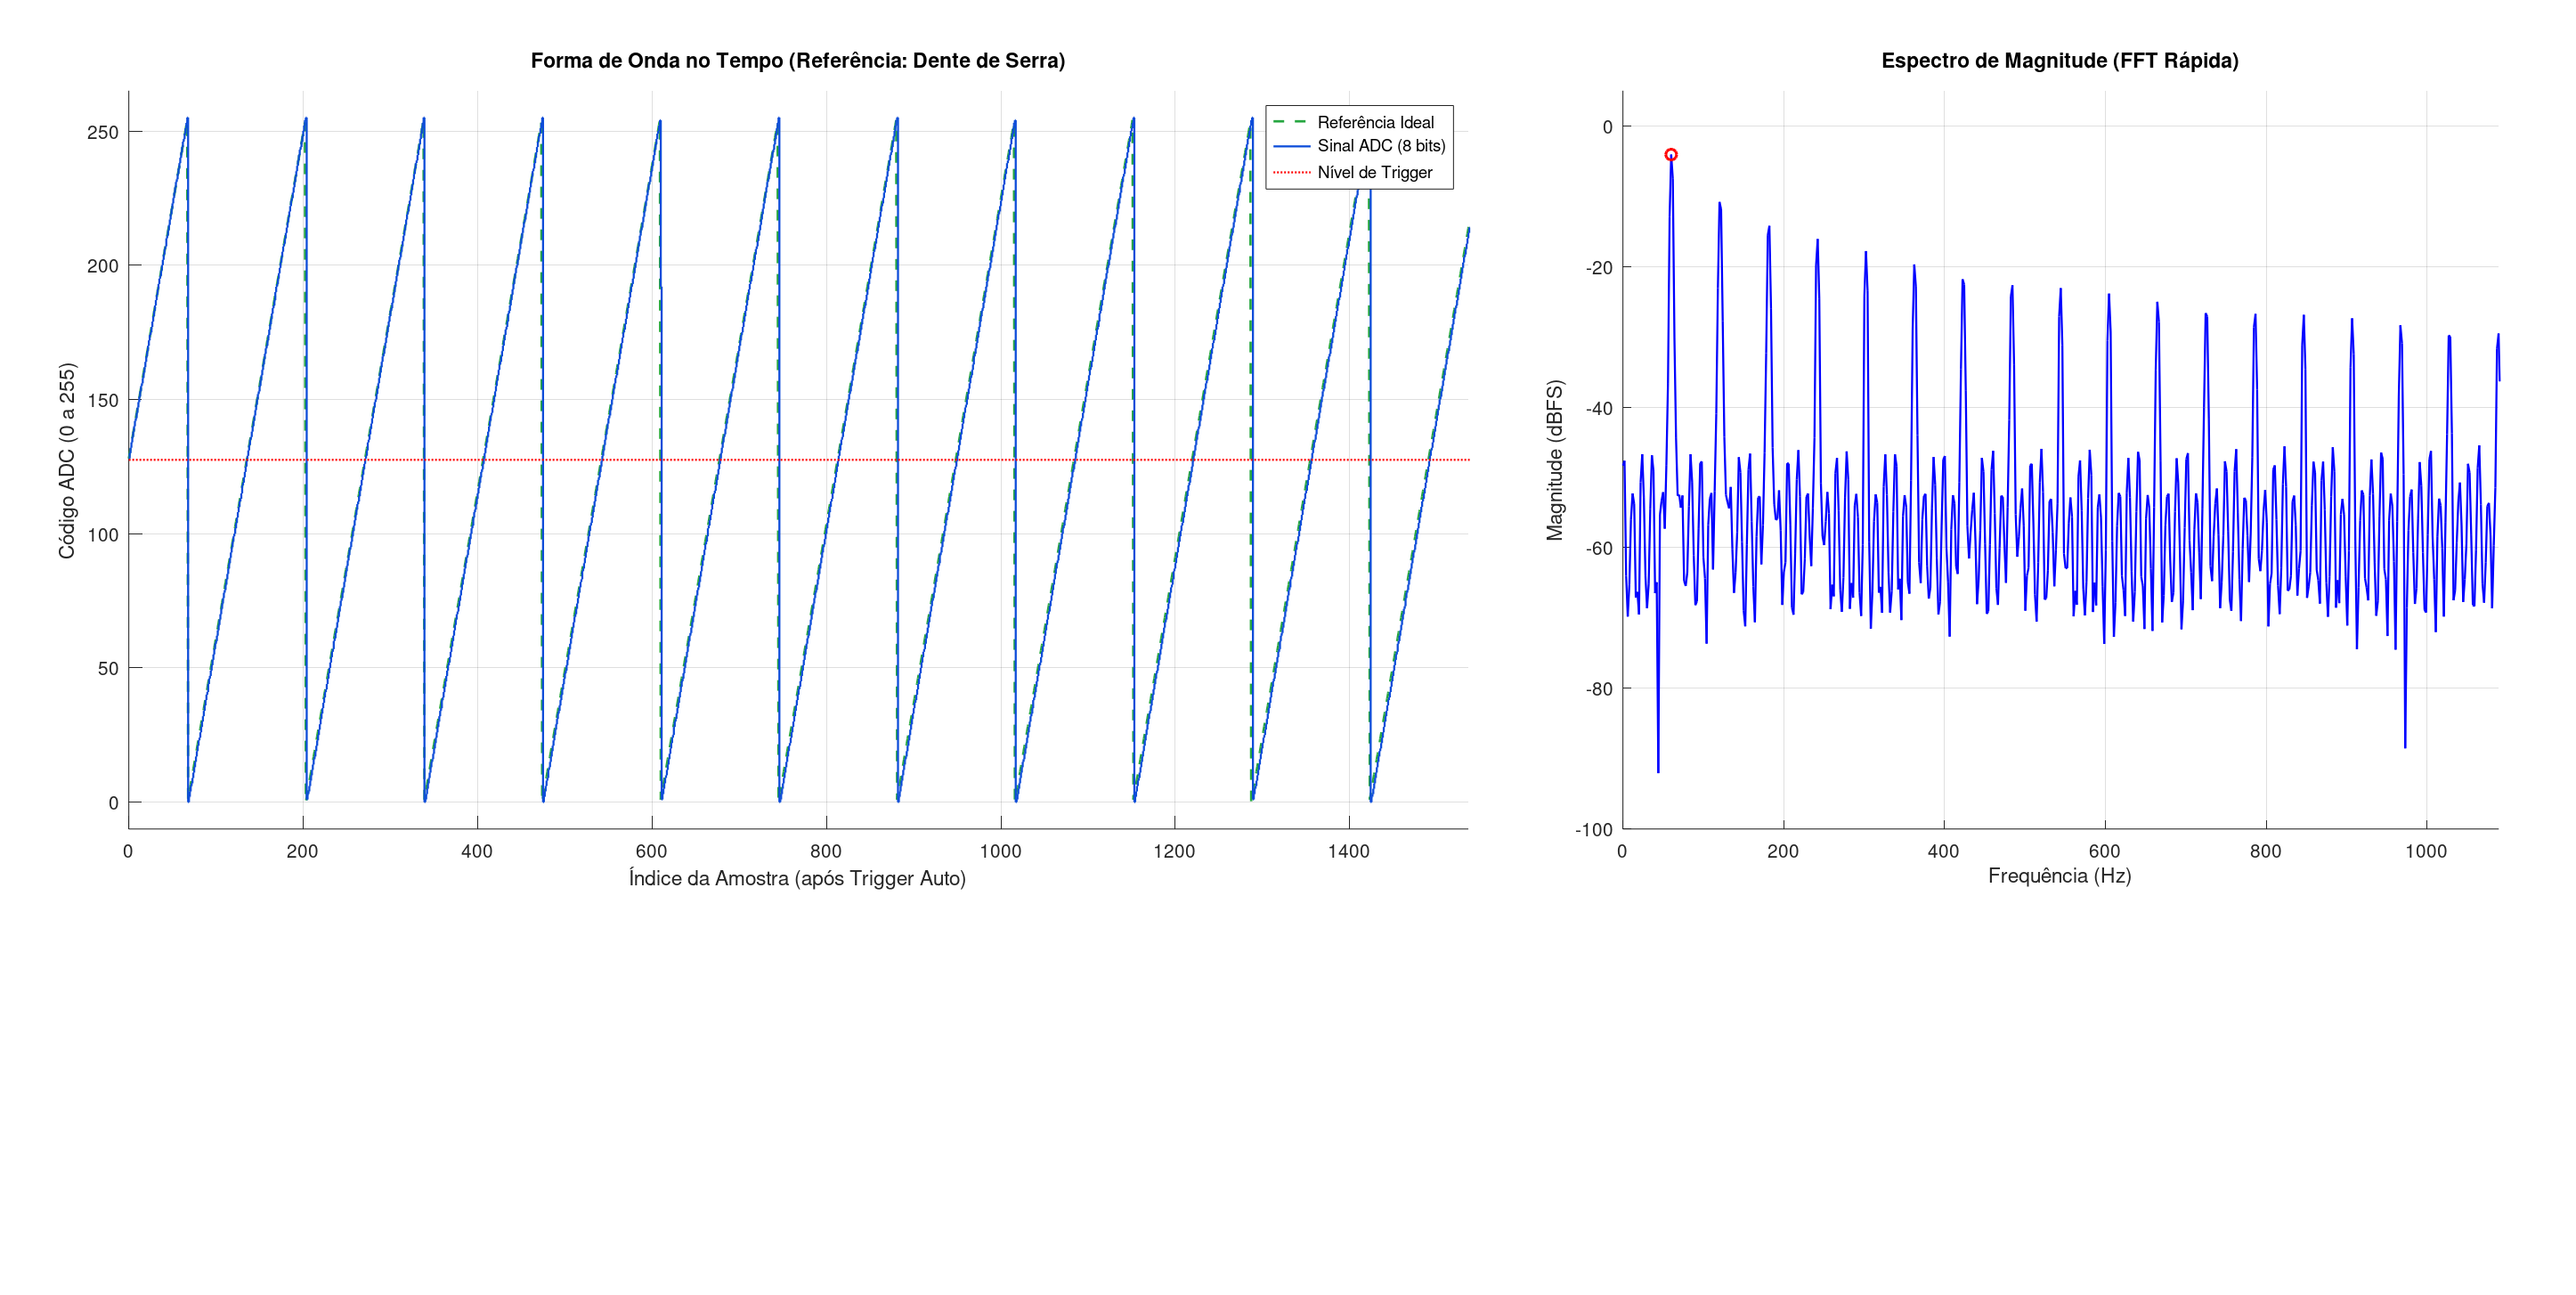 Forma de Onda no Tempo (Referência: Dente de Serra)
250
200
150
100
50
0
Código ADC (0 a 255)
0 200 400 600 800 1000 1200 1400
Índice da Amostra (após Trigger Auto)
Referência Ideal
Sinal ADC (8 bits)
Nível de Trigger
Espectro de Magnitude (FFT Rápida)
0
-20
-40
-60
-80
-100
Magnitude (dBFS)
0 200 400 600 800 1000
Frequência (Hz)